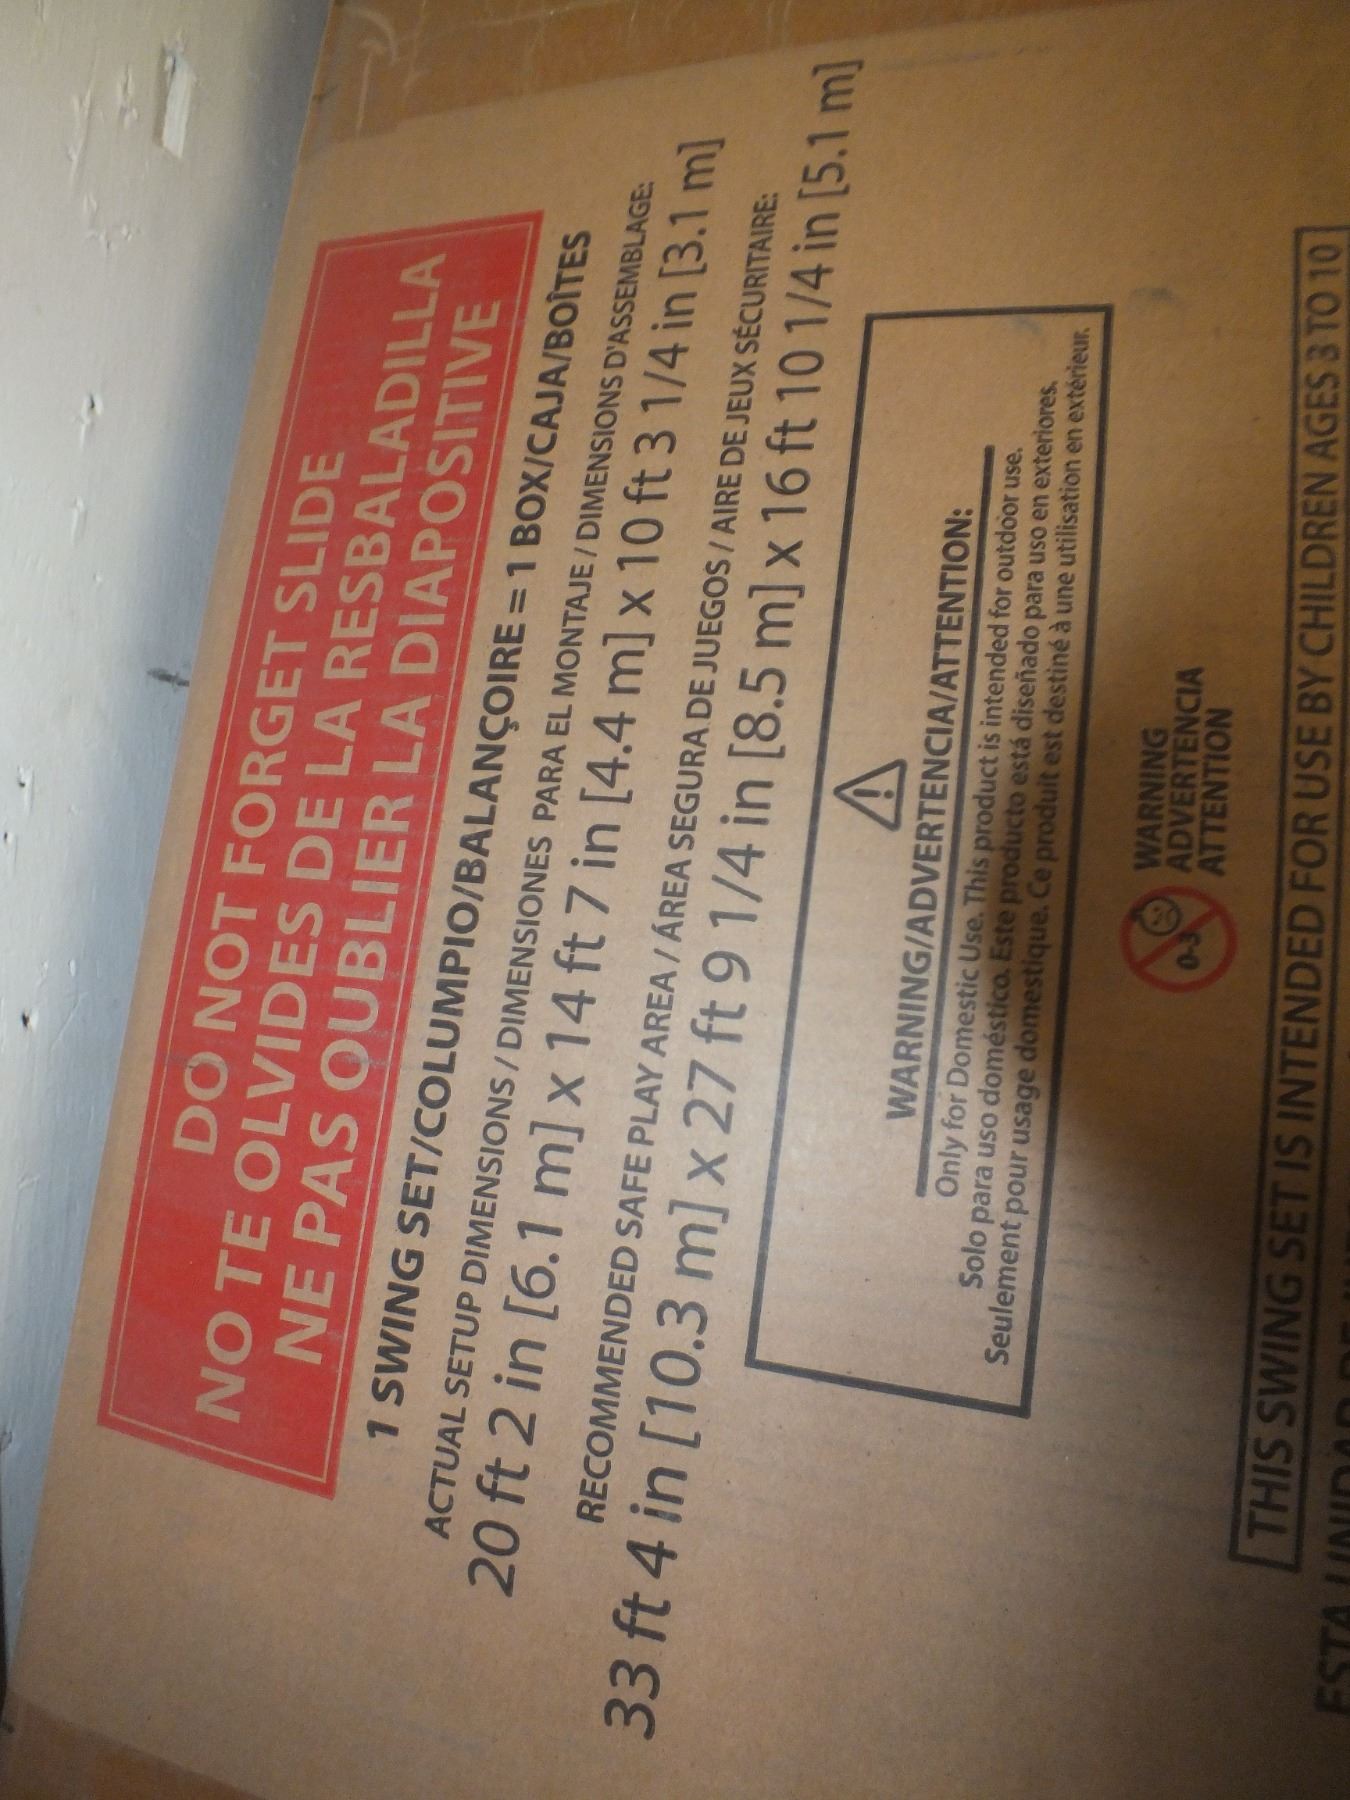 DO NOT FORGET SLIDE
NO TE OLVIDES DE LA RESBALADILLA
NE PAS OUBLIER LA DIAPOSITIVE
1 SWING SET/COLUMPIO/BALANÇOIRE = 1 BOX/CAJA/BOÎTES
ACTUAL SETUP DIMENSIONS / DIMENSIONES PARA EL MONTAJE / DIMENSIONS D'ASSEMBLAGE:
20 ft 2 in [6.1 m] x 14 ft 7 in [4.4 m] x 10 ft 3 1/4 in [3.1 m]
RECOMMENDED SAFE PLAY AREA / ÁREA SEGURA DE JUEGOS / AIRE DE JEUX SÉCURITAIRE:
33 ft 4 in [10.3 m] x 27 ft 9 1/4 in [8.5 m] x 16 ft 10 1/4 in [5.1 m]
WARNING/ADVERTENCIA/ATTENTION:
Only for Domestic Use. This product is intended for outdoor use.
Solo para uso doméstico. Este producto está diseñado para uso en exteriores.
Seulement pour usage domestique. Ce produit est destiné à une utilisation en extérieur.
0-3
WARNING
ADVERTENCIA
ATTENTION
THIS SWING SET IS INTENDED FOR USE BY CHILDREN AGES 3 TO 10
ESTA UNIDAD